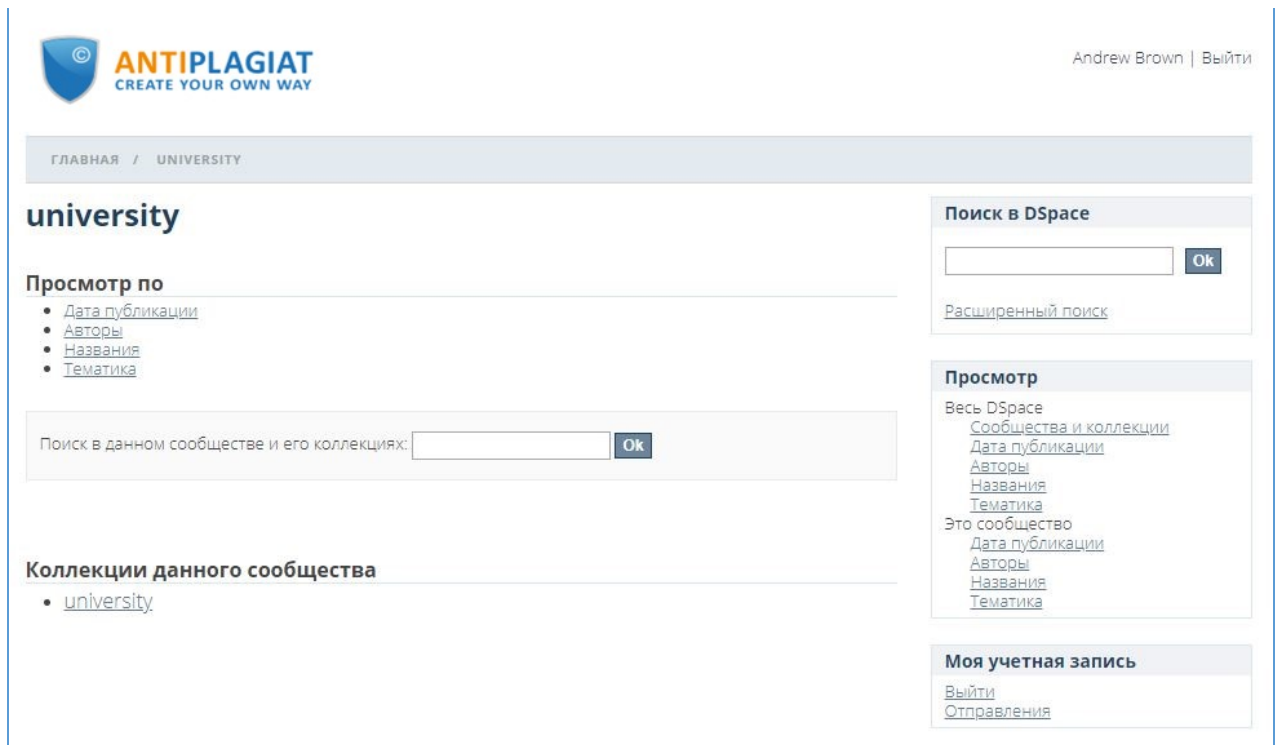 ©
ANTIPLAGIAT
CREATE YOUR OWN WAY
Andrew Brown | Выйти
ГЛАВНАЯ / UNIVERSITY
university
Просмотр по
Дата публикации
Авторы
Названия
Тематика
Поиск в данном сообществе и его коллекциях: Ok
Коллекции данного сообщества
university
Поиск в DSpace
Ok
Расширенный поиск
Просмотр
Весь DSpace
Сообщества и коллекции
Дата публикации
Авторы
Названия
Тематика
Это сообщество
Дата публикации
Авторы
Названия
Тематика
Моя учетная запись
Выйти
Отправления